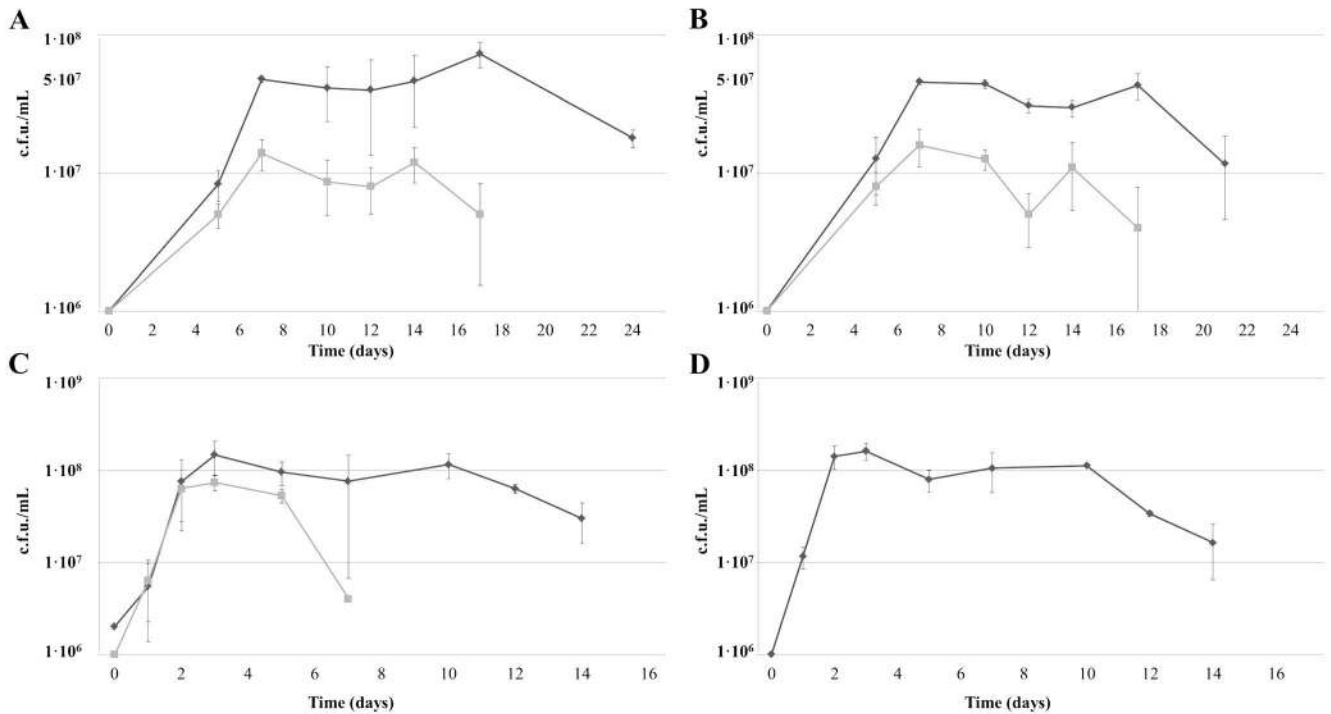 A
1·10⁸
5·10⁷
1·10⁷
1·10⁶
c.f.u./mL
0 2 4 6 8 10 12 14 16 18 20 22 24
Time (days)
B
1·10⁸
5·10⁷
1·10⁷
1·10⁶
c.f.u./mL
0 2 4 6 8 10 12 14 16 18 20 22 24
Time (days)
C
1·10⁹
1·10⁸
1·10⁷
1·10⁶
c.f.u./mL
0 2 4 6 8 10 12 14 16
Time (days)
D
1·10⁹
1·10⁸
1·10⁷
1·10⁶
c.f.u./mL
0 2 4 6 8 10 12 14 16
Time (days)